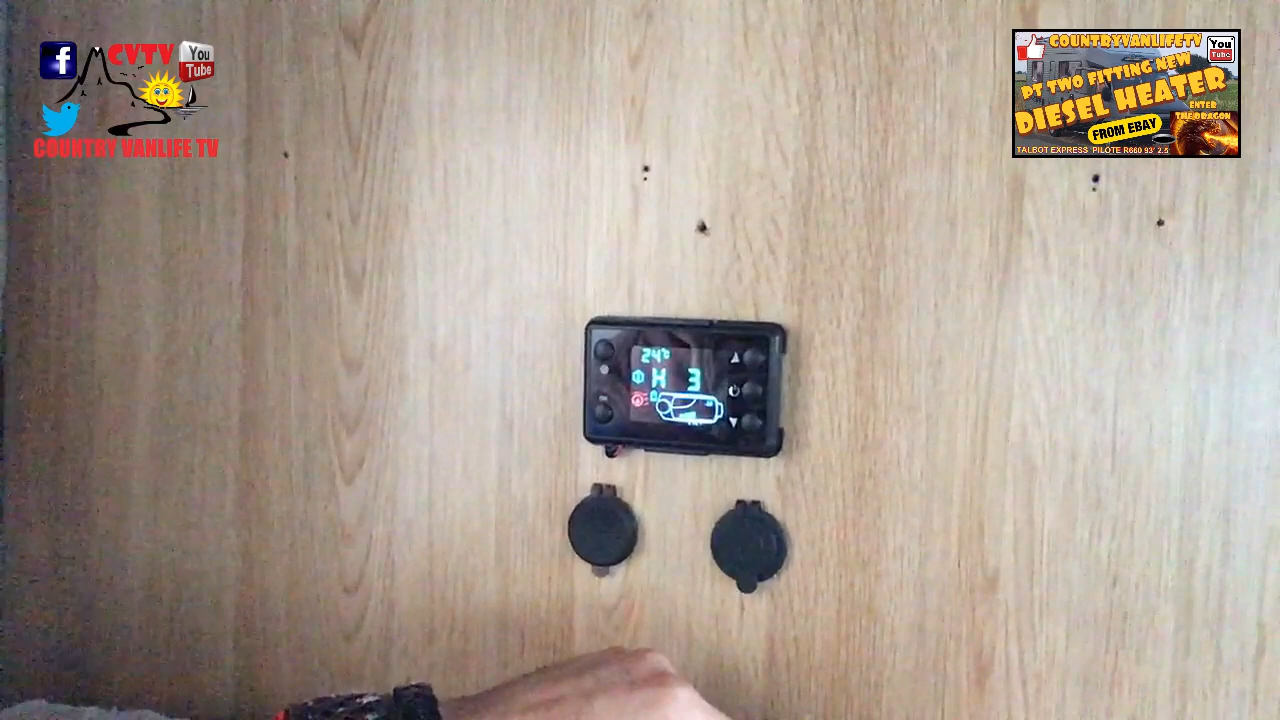 f
CVTV
You
Tube
COUNTRY VANLIFE TV
COUNTRYVANLIFETV
You
Tube
PT TWO FITTING NEW
DIESEL HEATER
ENTER
THE DRAGON
FROM EBAY
TALBOT EXPRESS PILOTE R660 93' 2.5
24°C
H 3